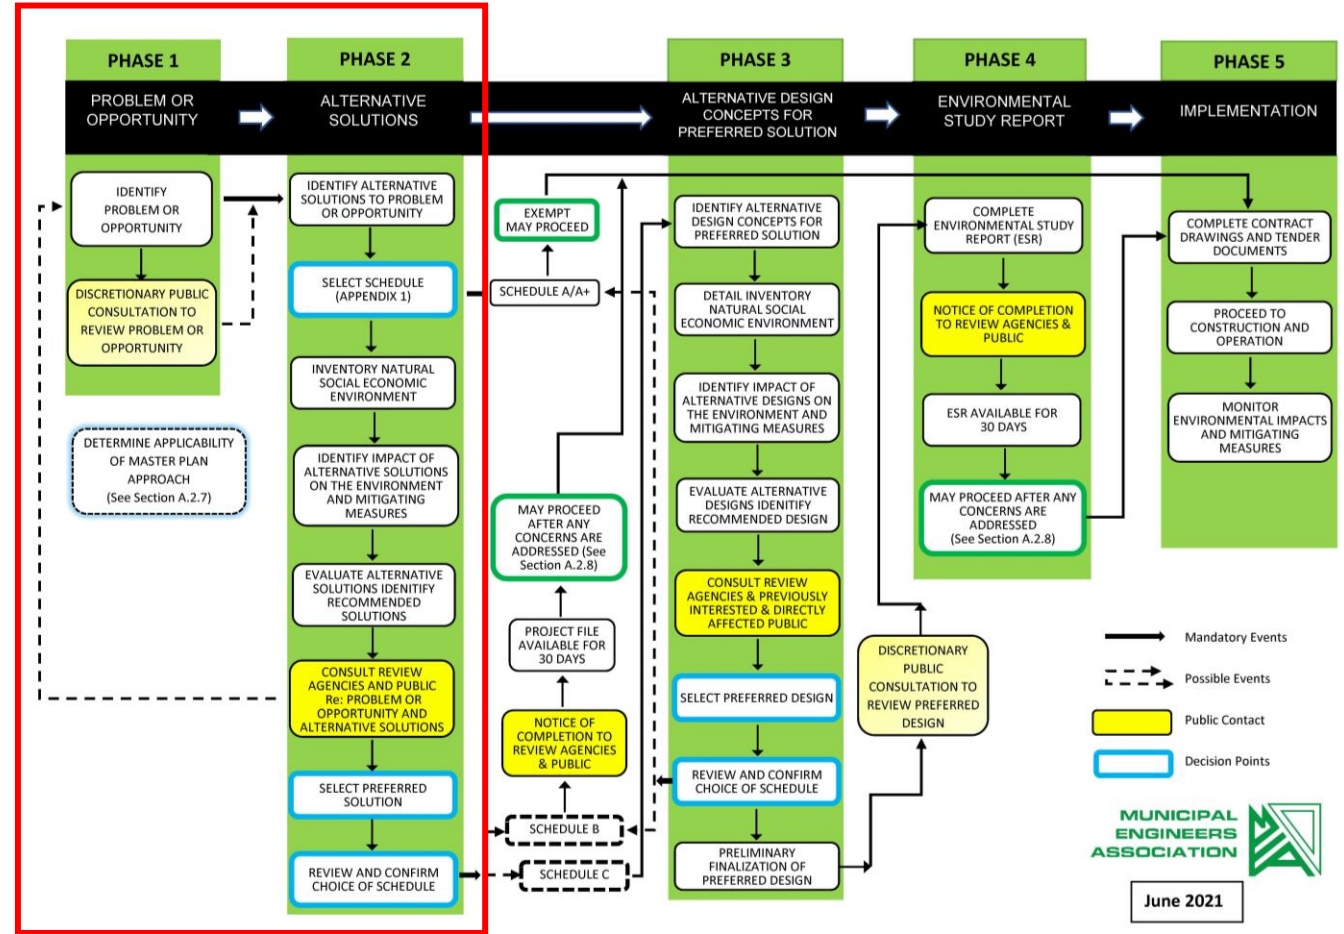 PHASE 1
PROBLEM OR
OPPORTUNITY
IDENTIFY
PROBLEM OR
OPPORTUNITY
DISCRETIONARY PUBLIC
CONSULTATION TO
REVIEW PROBLEM OR
OPPORTUNITY
DETERMINE APPLICABILITY
OF MASTER PLAN
APPROACH
(See Section A.2.7)
PHASE 2
ALTERNATIVE
SOLUTIONS
IDENTIFY ALTERNATIVE
SOLUTIONS TO PROBLEM
OR OPPORTUNITY
SELECT SCHEDULE
(APPENDIX 1)
INVENTORY NATURAL
SOCIAL ECONOMIC
ENVIRONMENT
IDENTIFY IMPACT OF
ALTERNATIVE SOLUTIONS
ON THE ENVIRONMENT
AND MITIGATING
MEASURES
EVALUATE ALTERNATIVE
SOLUTIONS IDENTIFY
RECOMMENDED
SOLUTIONS
CONSULT REVIEW
AGENCIES AND PUBLIC
Re: PROBLEM OR
OPPORTUNITY AND
ALTERNATIVE SOLUTIONS
SELECT PREFERRED
SOLUTION
REVIEW AND CONFIRM
CHOICE OF SCHEDULE
EXEMPT
MAY PROCEED
SCHEDULE A/A+
MAY PROCEED
AFTER ANY
CONCERNS ARE
ADDRESSED (See
Section A.2.8)
PROJECT FILE
AVAILABLE FOR
30 DAYS
NOTICE OF
COMPLETION TO
REVIEW AGENCIES
& PUBLIC
SCHEDULE B
SCHEDULE C
PHASE 3
ALTERNATIVE DESIGN
CONCEPTS FOR
PREFERRED SOLUTION
IDENTIFY ALTERNATIVE
DESIGN CONCEPTS FOR
PREFERRED SOLUTION
DETAIL INVENTORY
NATURAL SOCIAL
ECONOMIC ENVIRONMENT
IDENTIFY IMPACT OF
ALTERNATIVE DESIGNS ON
THE ENVIRONMENT AND
MITIGATING MEASURES
EVALUATE ALTERNATIVE
DESIGNS IDENTIFY
RECOMMENDED DESIGN
CONSULT REVIEW
AGENCIES & PREVIOUSLY
INTERESTED & DIRECTLY
AFFECTED PUBLIC
SELECT PREFERRED DESIGN
REVIEW AND CONFIRM
CHOICE OF SCHEDULE
PRELIMINARY
FINALIZATION OF
PREFERRED DESIGN
DISCRETIONARY
PUBLIC
CONSULTATION TO
REVIEW PREFERRED
DESIGN
PHASE 4
ENVIRONMENTAL
STUDY REPORT
COMPLETE
ENVIRONMENTAL STUDY
REPORT (ESR)
NOTICE OF COMPLETION
TO REVIEW AGENCIES &
PUBLIC
ESR AVAILABLE FOR
30 DAYS
MAY PROCEED AFTER ANY
CONCERNS ARE
ADDRESSED
(See Section A.2.8)
PHASE 5
IMPLEMENTATION
COMPLETE CONTRACT
DRAWINGS AND TENDER
DOCUMENTS
PROCEED TO
CONSTRUCTION AND
OPERATION
MONITOR
ENVIRONMENTAL IMPACTS
AND MITIGATING
MEASURES
Mandatory Events
Possible Events
Public Contact
Decision Points
MUNICIPAL
ENGINEERS
ASSOCIATION
MEA
June 2021